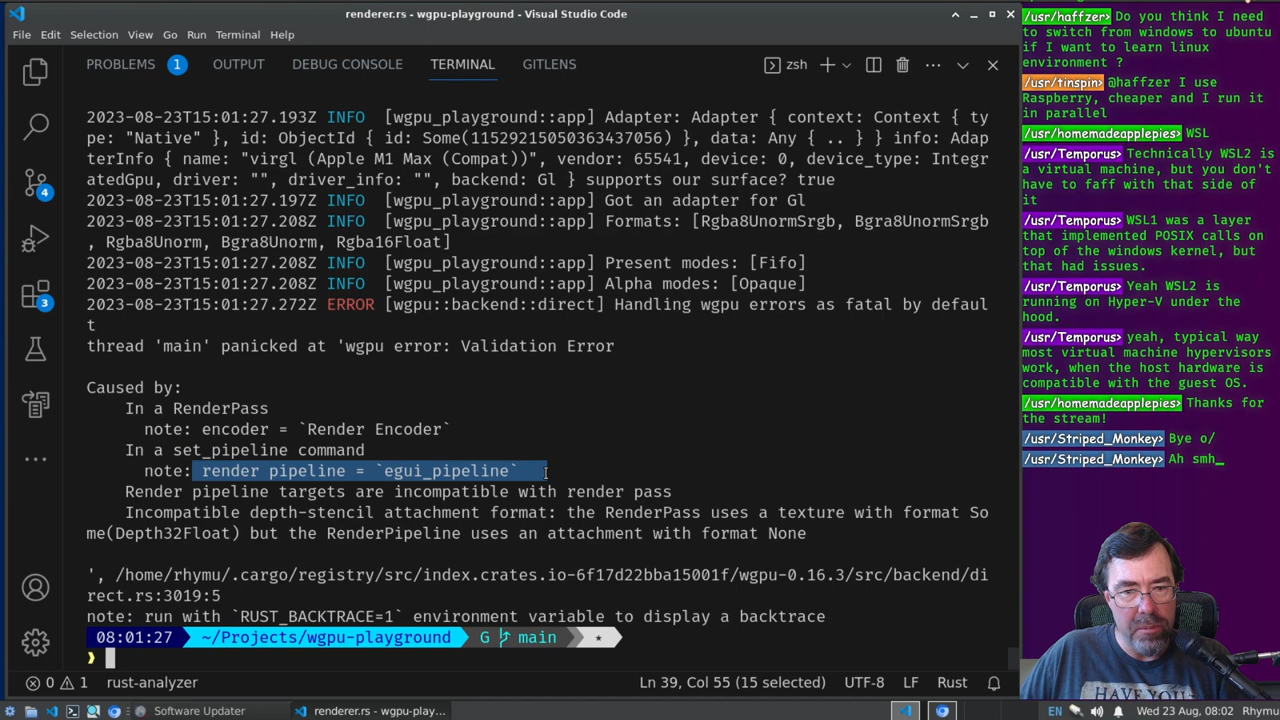 renderer.rs - wgpu-playground - Visual Studio Code
File Edit Selection View Go Run Terminal Help
PROBLEMS 1 OUTPUT DEBUG CONSOLE TERMINAL GITLENS
zsh
2023-08-23T15:01:27.193Z INFO [wgpu_playground::app] Adapter: Adapter { context: Context { ty
pe: "Native" }, id: ObjectId { id: Some(11529215050363437056) }, data: Any { .. } } info: Adap
terInfo { name: "virgl (Apple M1 Max (Compat))", vendor: 65541, device: 0, device_type: Integr
atedGpu, driver: "", driver_info: "", backend: Gl } supports our surface? true
2023-08-23T15:01:27.197Z INFO [wgpu_playground::app] Got an adapter for Gl
2023-08-23T15:01:27.208Z INFO [wgpu_playground::app] Formats: [Rgba8UnormSrgb, Bgra8UnormSrgb
, Rgba8Unorm, Bgra8Unorm, Rgba16Float]
2023-08-23T15:01:27.208Z INFO [wgpu_playground::app] Present modes: [Fifo]
2023-08-23T15:01:27.208Z INFO [wgpu_playground::app] Alpha modes: [Opaque]
2023-08-23T15:01:27.272Z ERROR [wgpu::backend::direct] Handling wgpu errors as fatal by defaul
t
thread 'main' panicked at 'wgpu error: Validation Error
Caused by:
In a RenderPass
note: encoder = `Render Encoder`
In a set_pipeline command
note: render pipeline = `egui_pipeline`
Render pipeline targets are incompatible with render pass
Incompatible depth-stencil attachment format: the RenderPass uses a texture with format So
me(Depth32Float) but the RenderPipeline uses an attachment with format None
', /home/rhymu/.cargo/registry/src/index.crates.io-6f17d22bba15001f/wgpu-0.16.3/src/backend/di
rect.rs:3019:5
note: run with `RUST_BACKTRACE=1` environment variable to display a backtrace
08:01:27 ~/Projects/wgpu-playground G main *
4
3
0 1 rust-analyzer
Ln 39, Col 55 (15 selected) UTF-8 LF Rust
System Updater
renderer.rs - wgpu-play...
EN Wed 23 Aug, 08:02 Rhymu
/usr/haffzer> Do you think I need
to switch from windows to ubuntu
if I want to learn linux
environment ?
/usr/tinspin> @haffzer I use
Raspberry, cheaper and I run it
in parallel
/usr/homemadeapplepies> WSL
/usr/Temporus> Technically WSL2 is
a virtual machine, but you don't
have to faff with that side of
it
/usr/Temporus> WSL1 was a layer
that implemented POSIX calls on
top of the windows kernel, but
that had issues.
/usr/Temporus> Yeah WSL2 is
running on Hyper-V under the
hood.
/usr/Temporus> yeah, typical way
most virtual machine hypervisors
work, when the host hardware is
compatible with the guest OS.
/usr/homemadeapplepies> Thanks for
the stream!
/usr/Striped_Monkey> Bye o/
/usr/Striped_Monkey> Ah smh_